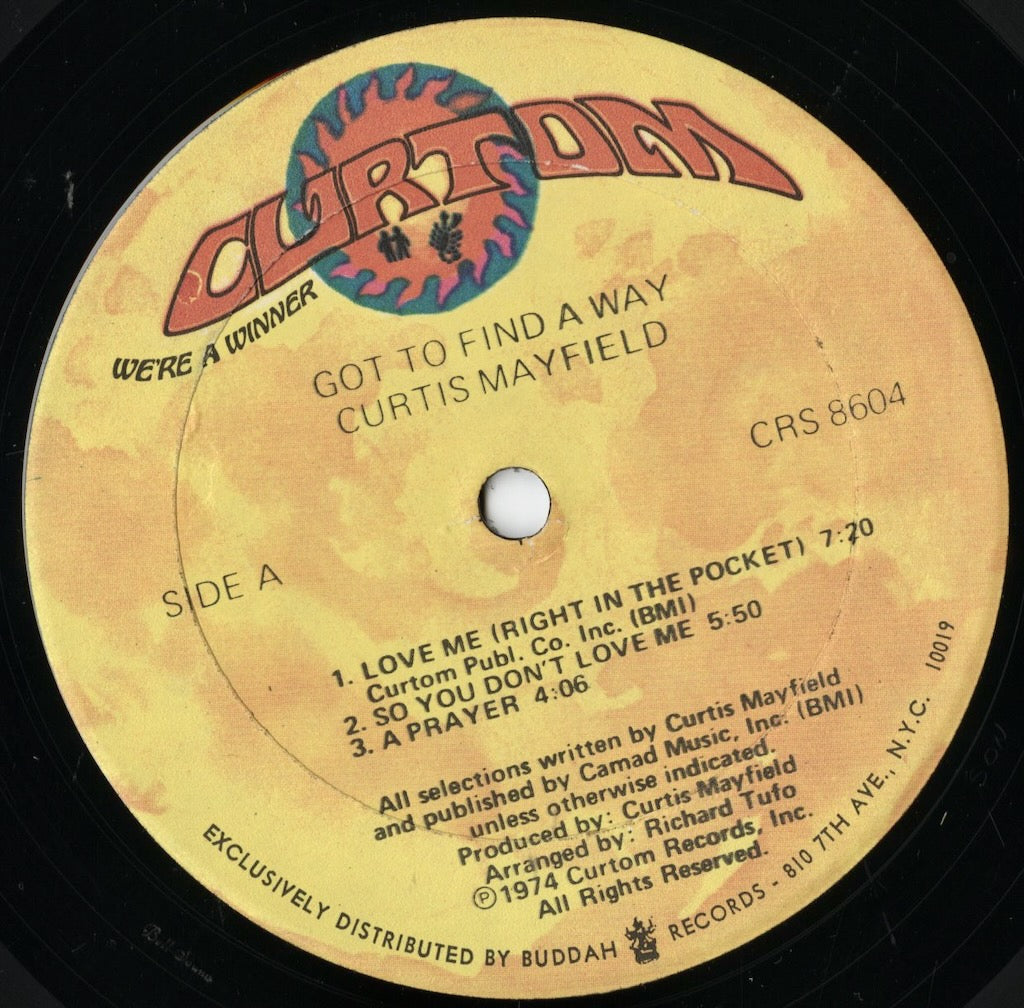 CURTOM
WE'RE A WINNER
GOT TO FIND A WAY
CURTIS MAYFIELD
CRS 8604
SIDE A
1. LOVE ME (RIGHT IN THE POCKET) 7:20
Curtom Publ. Co. Inc. (BMI)
2. SO YOU DON'T LOVE ME 5:50
3. A PRAYER 4:06
All selections written by Curtis Mayfield
and published by Camad Music, Inc. (BMI)
unless otherwise indicated.
Produced by: Curtis Mayfield
Arranged by: Richard Tufo
℗1974 Curtom Records, Inc.
All Rights Reserved.
EXCLUSIVELY DISTRIBUTED BY BUDDAH RECORDS - 810 7TH AVE., N.Y.C. 10019